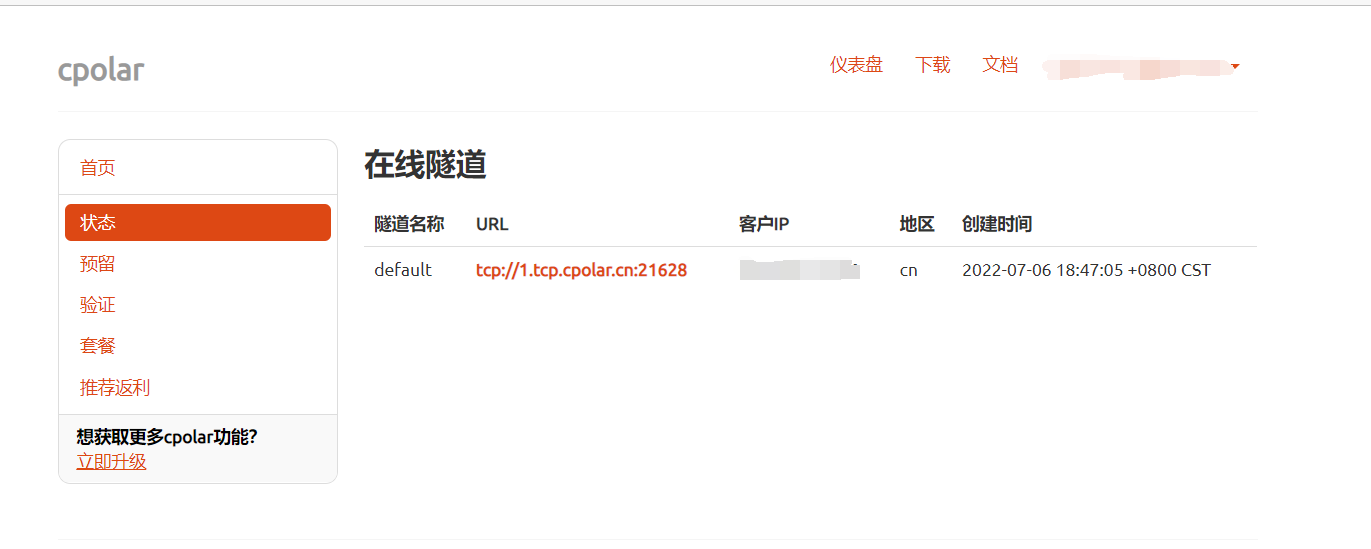 cpolar
仪表盘 下载 文档
首页
状态
预留
验证
套餐
推荐返利
想获取更多cpolar功能?
立即升级
在线隧道
隧道名称 URL 客户IP 地区 创建时间
default tcp://1.tcp.cpolar.cn:21628 cn 2022-07-06 18:47:05 +0800 CST